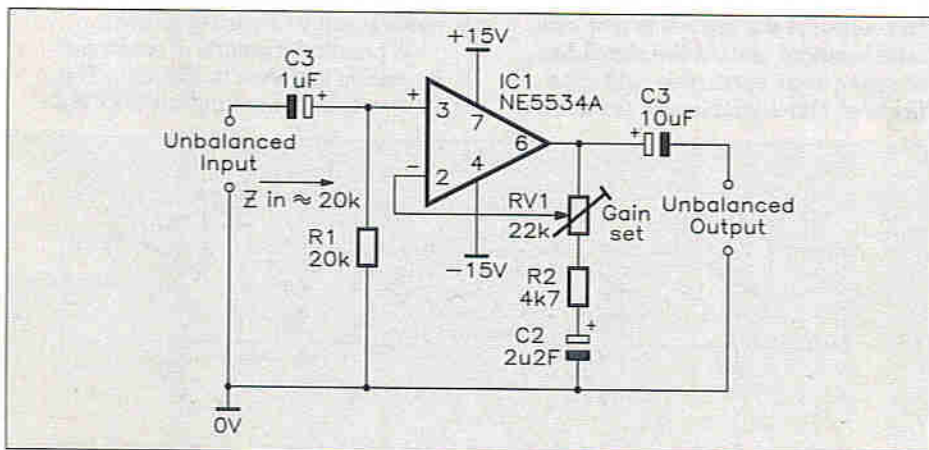 +15V
C3
1uF
+
IC1
NE5534A
C3
10uF
+
+
3
7
6
Unbalanced
Input
−
2
4
RV1
22k
Gain
set
Unbalanced
Output
Z in ≈ 20k
R1
20k
−15V
R2
4k7
+
C2
2u2F
0V